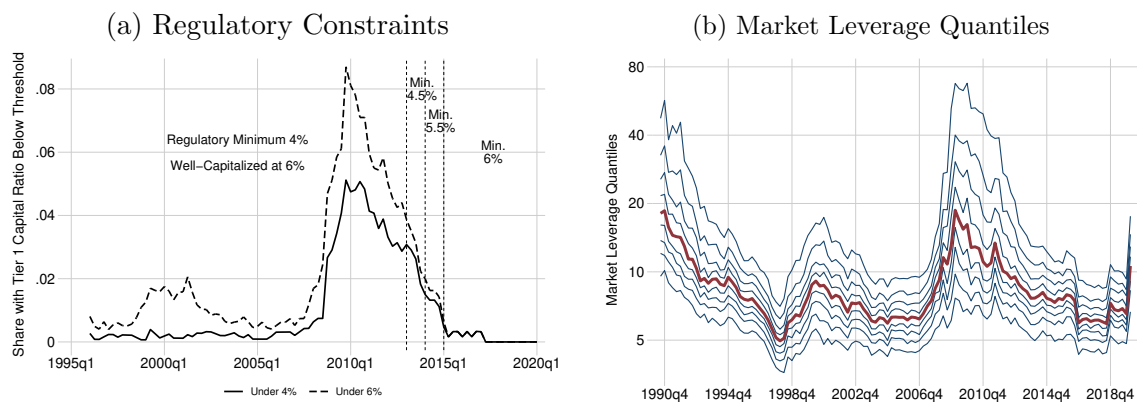 (a) Regulatory Constraints
Share with Tier 1 Capital Ratio Below Threshold
.08
.06
.04
.02
0
Min.
4.5%
Min.
5.5%
Min.
6%
Regulatory Minimum 4%
Well−Capitalized at 6%
1995q1 2000q1 2005q1 2010q1 2015q1 2020q1
Under 4% Under 6%
(b) Market Leverage Quantiles
Market Leverage Quantiles
80
40
20
10
5
1990q4 1994q4 1998q4 2002q4 2006q4 2010q4 2014q4 2018q4